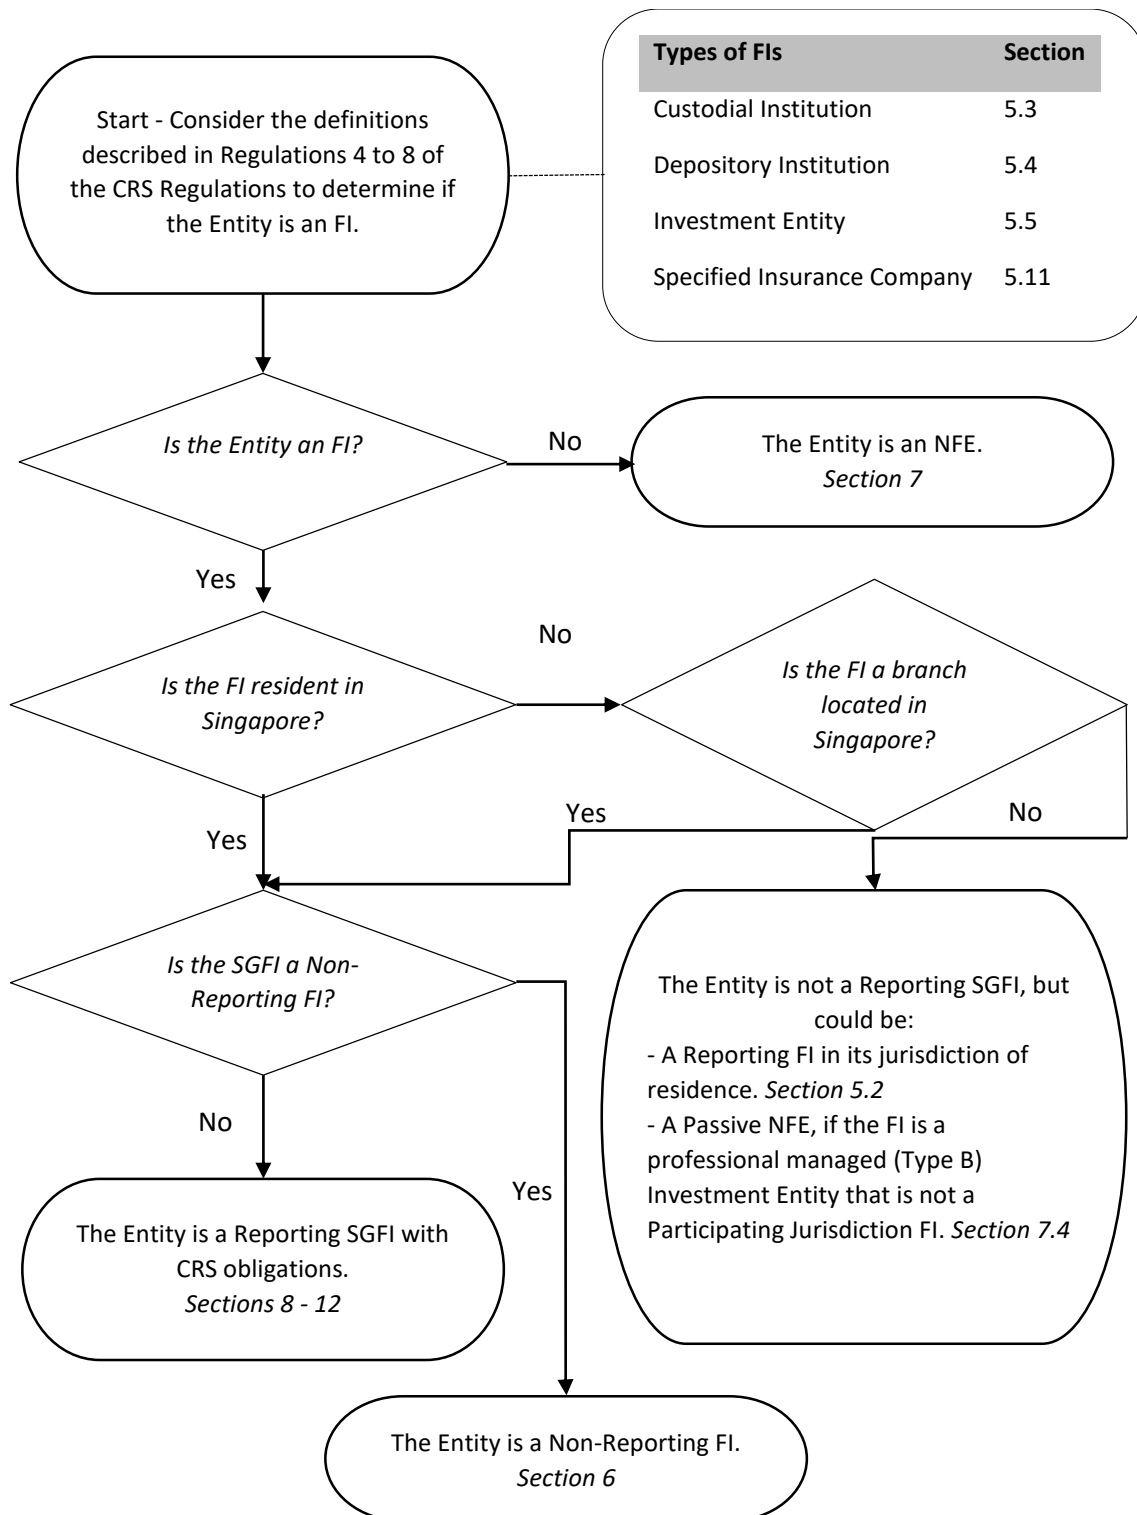 Start - Consider the definitions
described in Regulations 4 to 8 of
the CRS Regulations to determine if
the Entity is an FI.
Types of FIs Section
Custodial Institution 5.3
Depository Institution 5.4
Investment Entity 5.5
Specified Insurance Company 5.11
Is the Entity an FI?
No
The Entity is an NFE.
Section 7
Yes
Is the FI resident in
Singapore?
No
Is the FI a branch
located in
Singapore?
Yes
Yes
No
Is the SGFI a Non-
Reporting FI?
The Entity is not a Reporting SGFI, but
could be:
- A Reporting FI in its jurisdiction of
residence. Section 5.2
- A Passive NFE, if the FI is a
professional managed (Type B)
Investment Entity that is not a
Participating Jurisdiction FI. Section 7.4
No
Yes
The Entity is a Reporting SGFI with
CRS obligations.
Sections 8 - 12
The Entity is a Non-Reporting FI.
Section 6